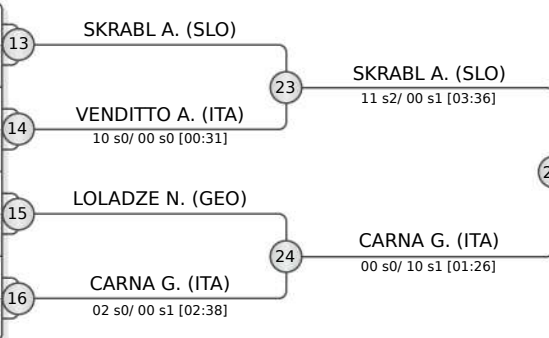 SKRABL A. (SLO)
13
23
SKRABL A. (SLO)
11 s2/ 00 s1 [03:36]
VENDITTO A. (ITA)
14
10 s0/ 00 s0 [00:31]
LOLADZE N. (GEO)
15
24
CARNA G. (ITA)
00 s0/ 10 s1 [01:26]
CARNA G. (ITA)
16
02 s0/ 00 s1 [02:38]